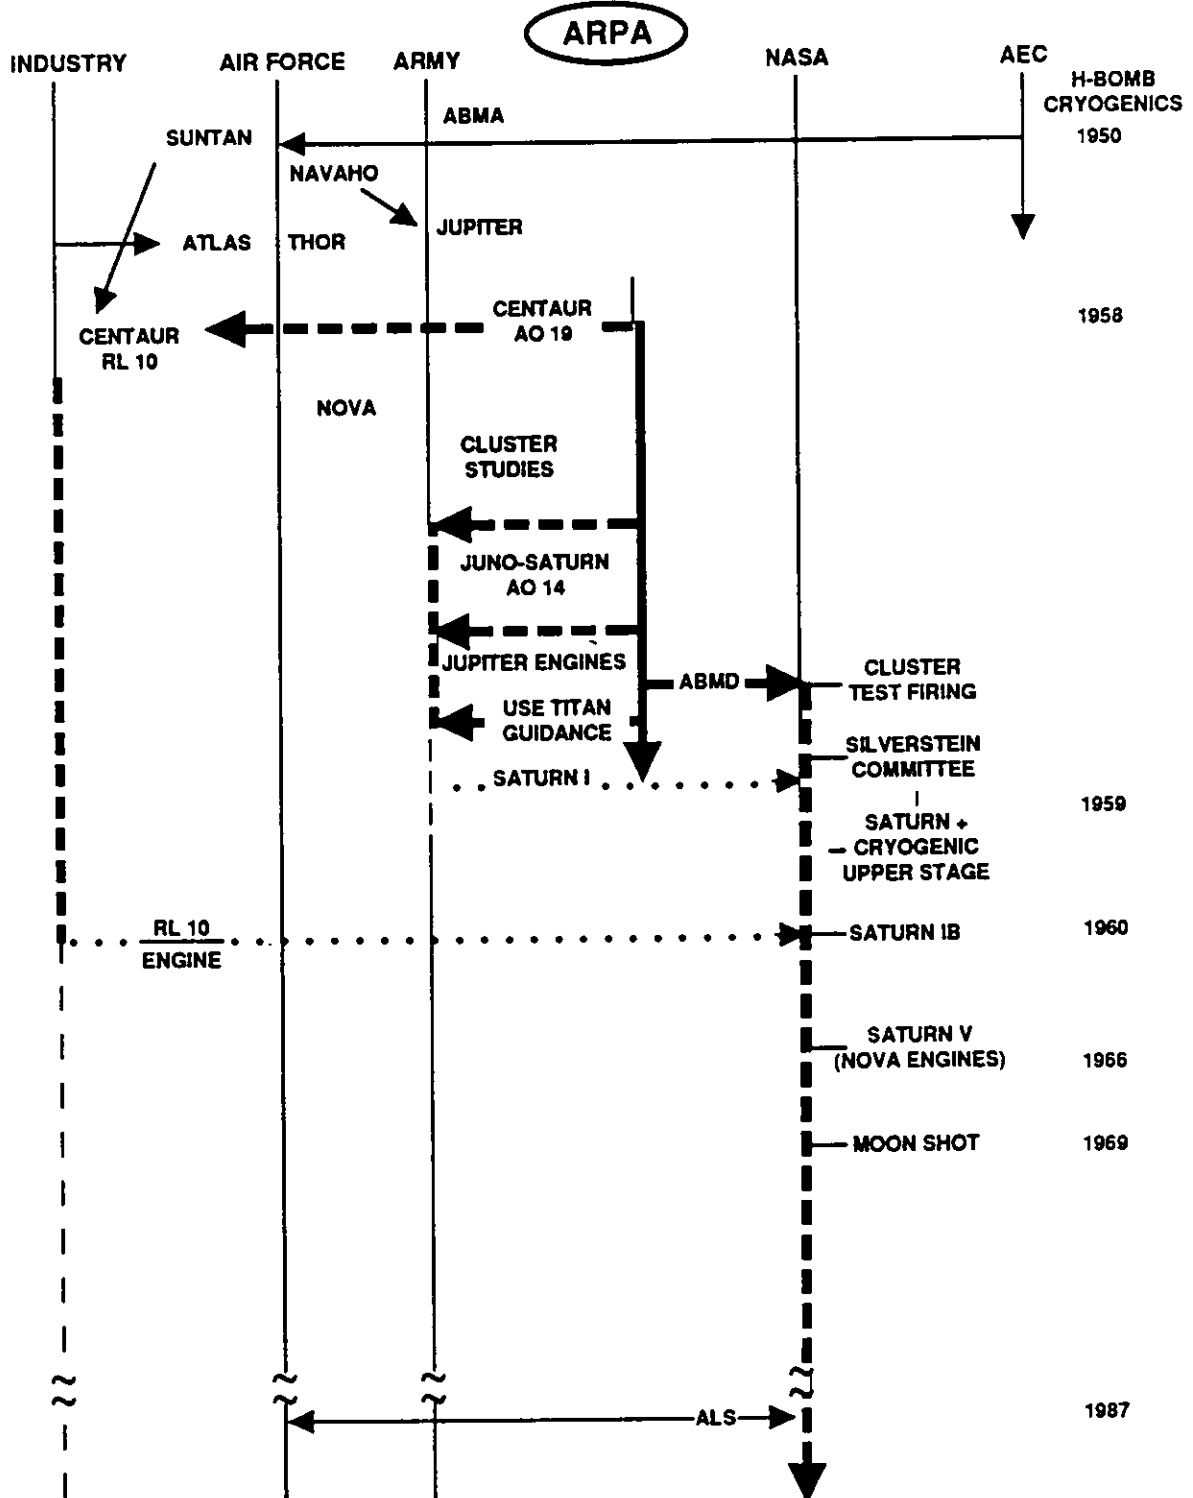 ARPA
INDUSTRY
AIR FORCE
ARMY
NASA
AEC
H-BOMB
CRYOGENICS
ABMA
SUNTAN
1950
NAVAHO
JUPITER
ATLAS
THOR
CENTAUR
AO 19
1958
CENTAUR
RL 10
NOVA
CLUSTER
STUDIES
JUNO-SATURN
AO 14
JUPITER ENGINES
ABMD
CLUSTER
TEST FIRING
USE TITAN
GUIDANCE
SILVERSTEIN
COMMITTEE
SATURN I
1959
SATURN +
CRYOGENIC
UPPER STAGE
RL 10
ENGINE
SATURN IB
1960
SATURN V
(NOVA ENGINES)
1966
MOON SHOT
1969
ALS
1987